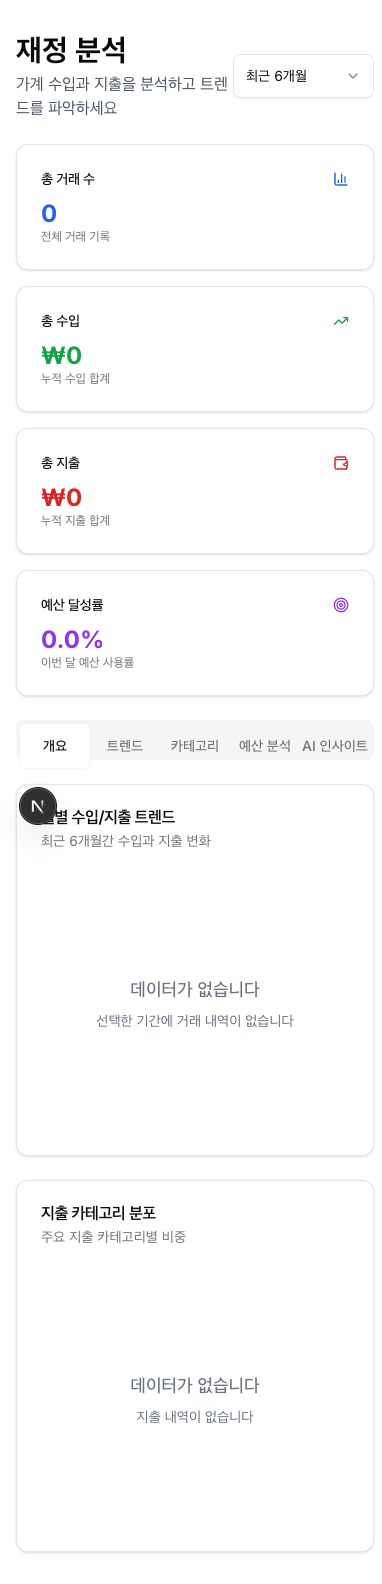 재정 분석
가계 수입과 지출을 분석하고 트렌
드를 파악하세요
최근 6개월
총 거래 수
0
전체 거래 기록
총 수입
₩0
누적 수입 합계
총 지출
₩0
누적 지출 합계
예산 달성률
0.0%
이번 달 예산 사용률
개요 트렌드 카테고리 예산 분석 AI 인사이트
N
수입/지출 트렌드
최근 6개월간 수입과 지출 변화
데이터가 없습니다
선택한 기간에 거래 내역이 없습니다
지출 카테고리 분포
주요 지출 카테고리별 비중
데이터가 없습니다
지출 내역이 없습니다